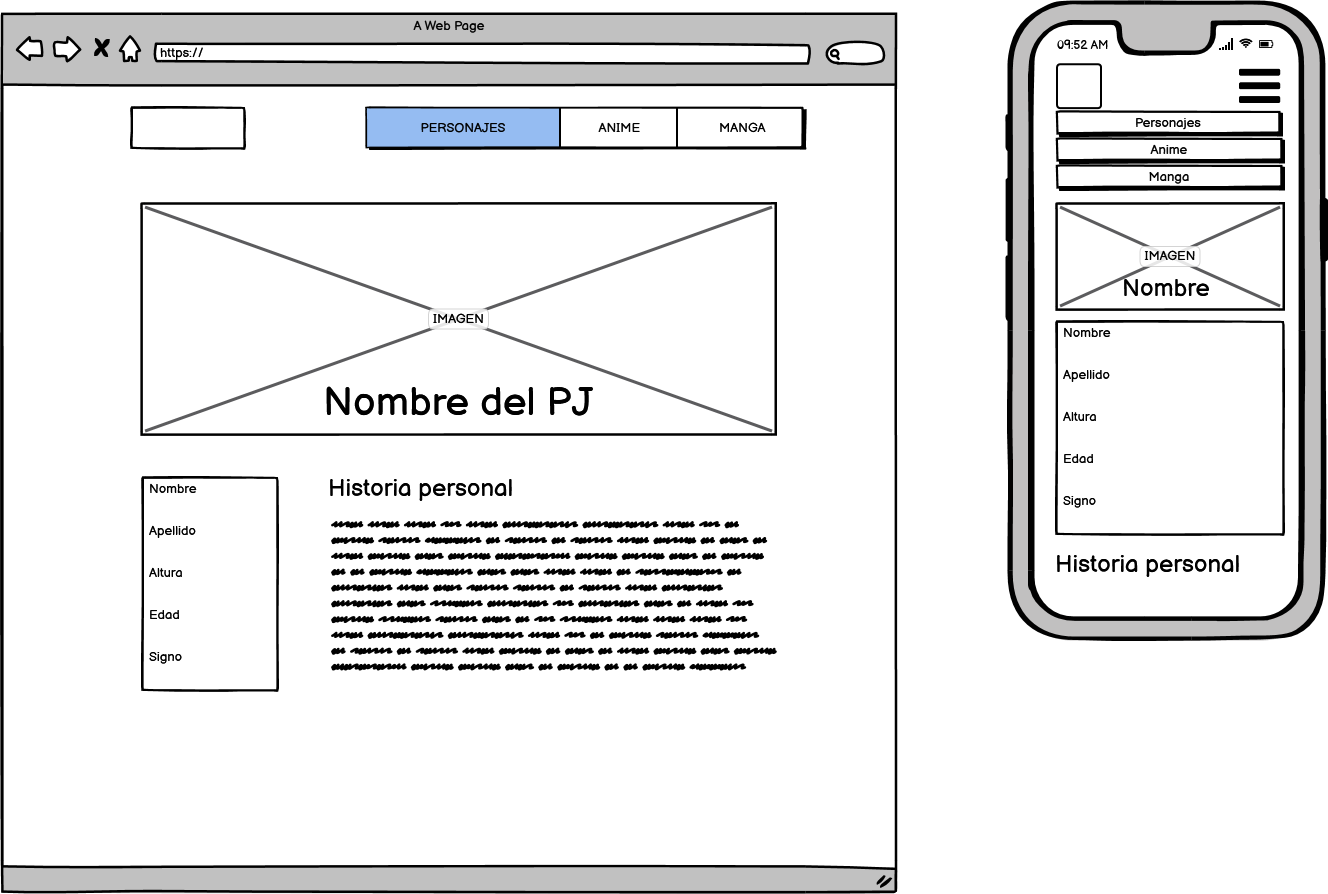 A Web Page
https://
PERSONAJES
ANIME
MANGA
IMAGEN
Nombre del PJ
Nombre
Apellido
Altura
Edad
Signo
Historia personal
09:52 AM
Personajes
Anime
Manga
IMAGEN
Nombre
Nombre
Apellido
Altura
Edad
Signo
Historia personal